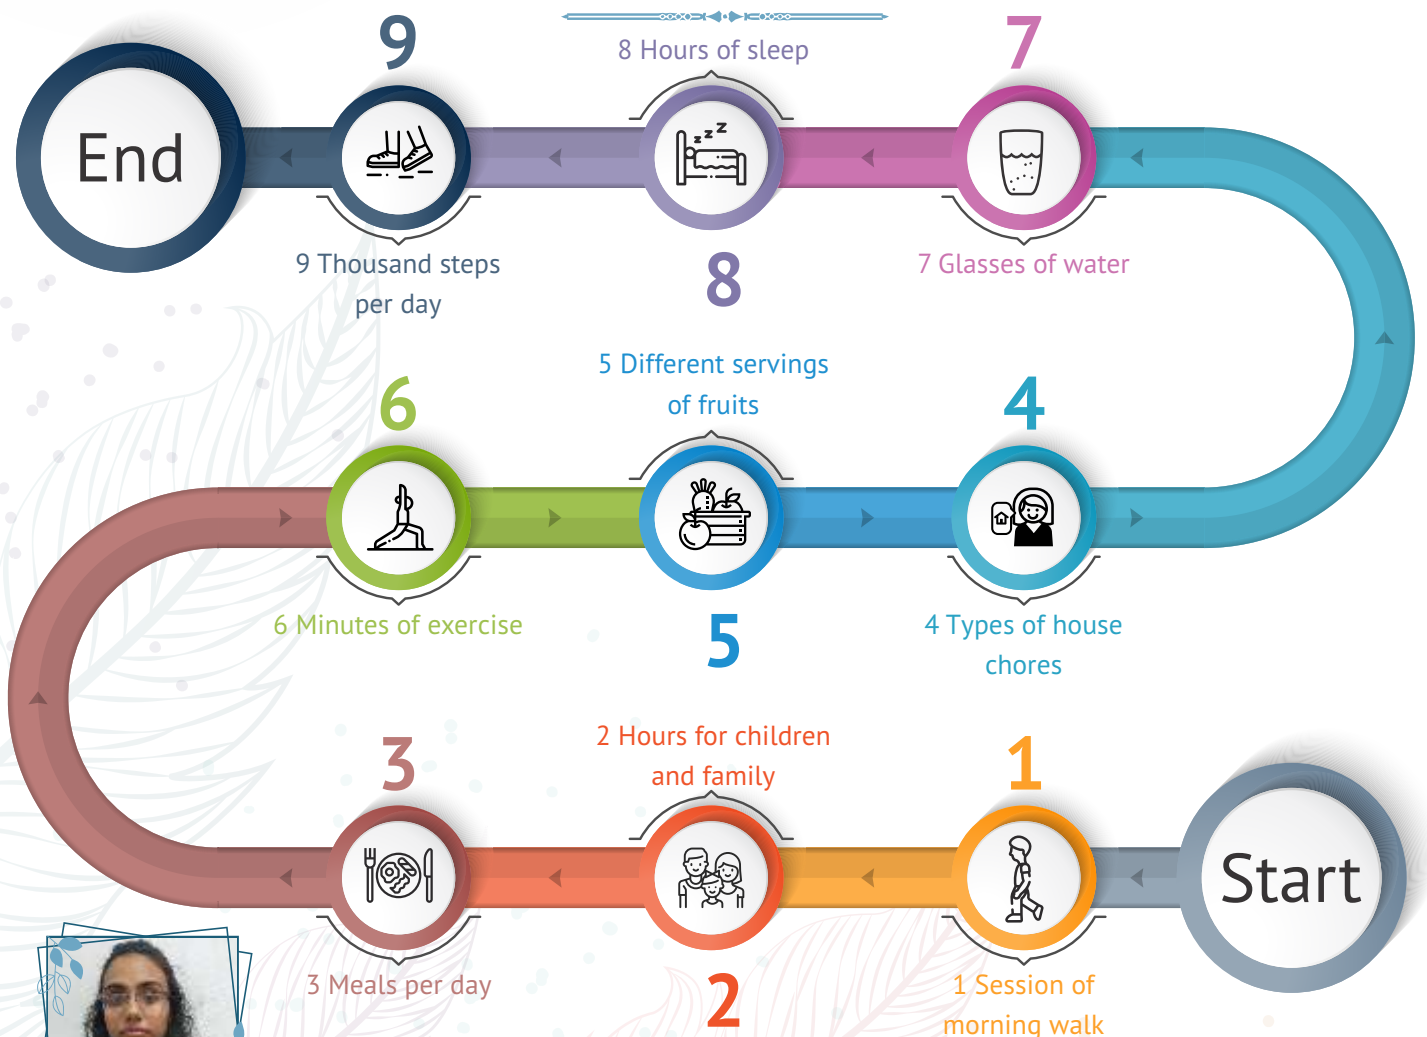 9
8 Hours of sleep
7
End
z z z
9 Thousand steps
per day
8
7 Glasses of water
5 Different servings
of fruits
6
4
6 Minutes of exercise
5
4 Types of house
chores
2 Hours for children
and family
3
1
Start
3 Meals per day
2
1 Session of
morning walk